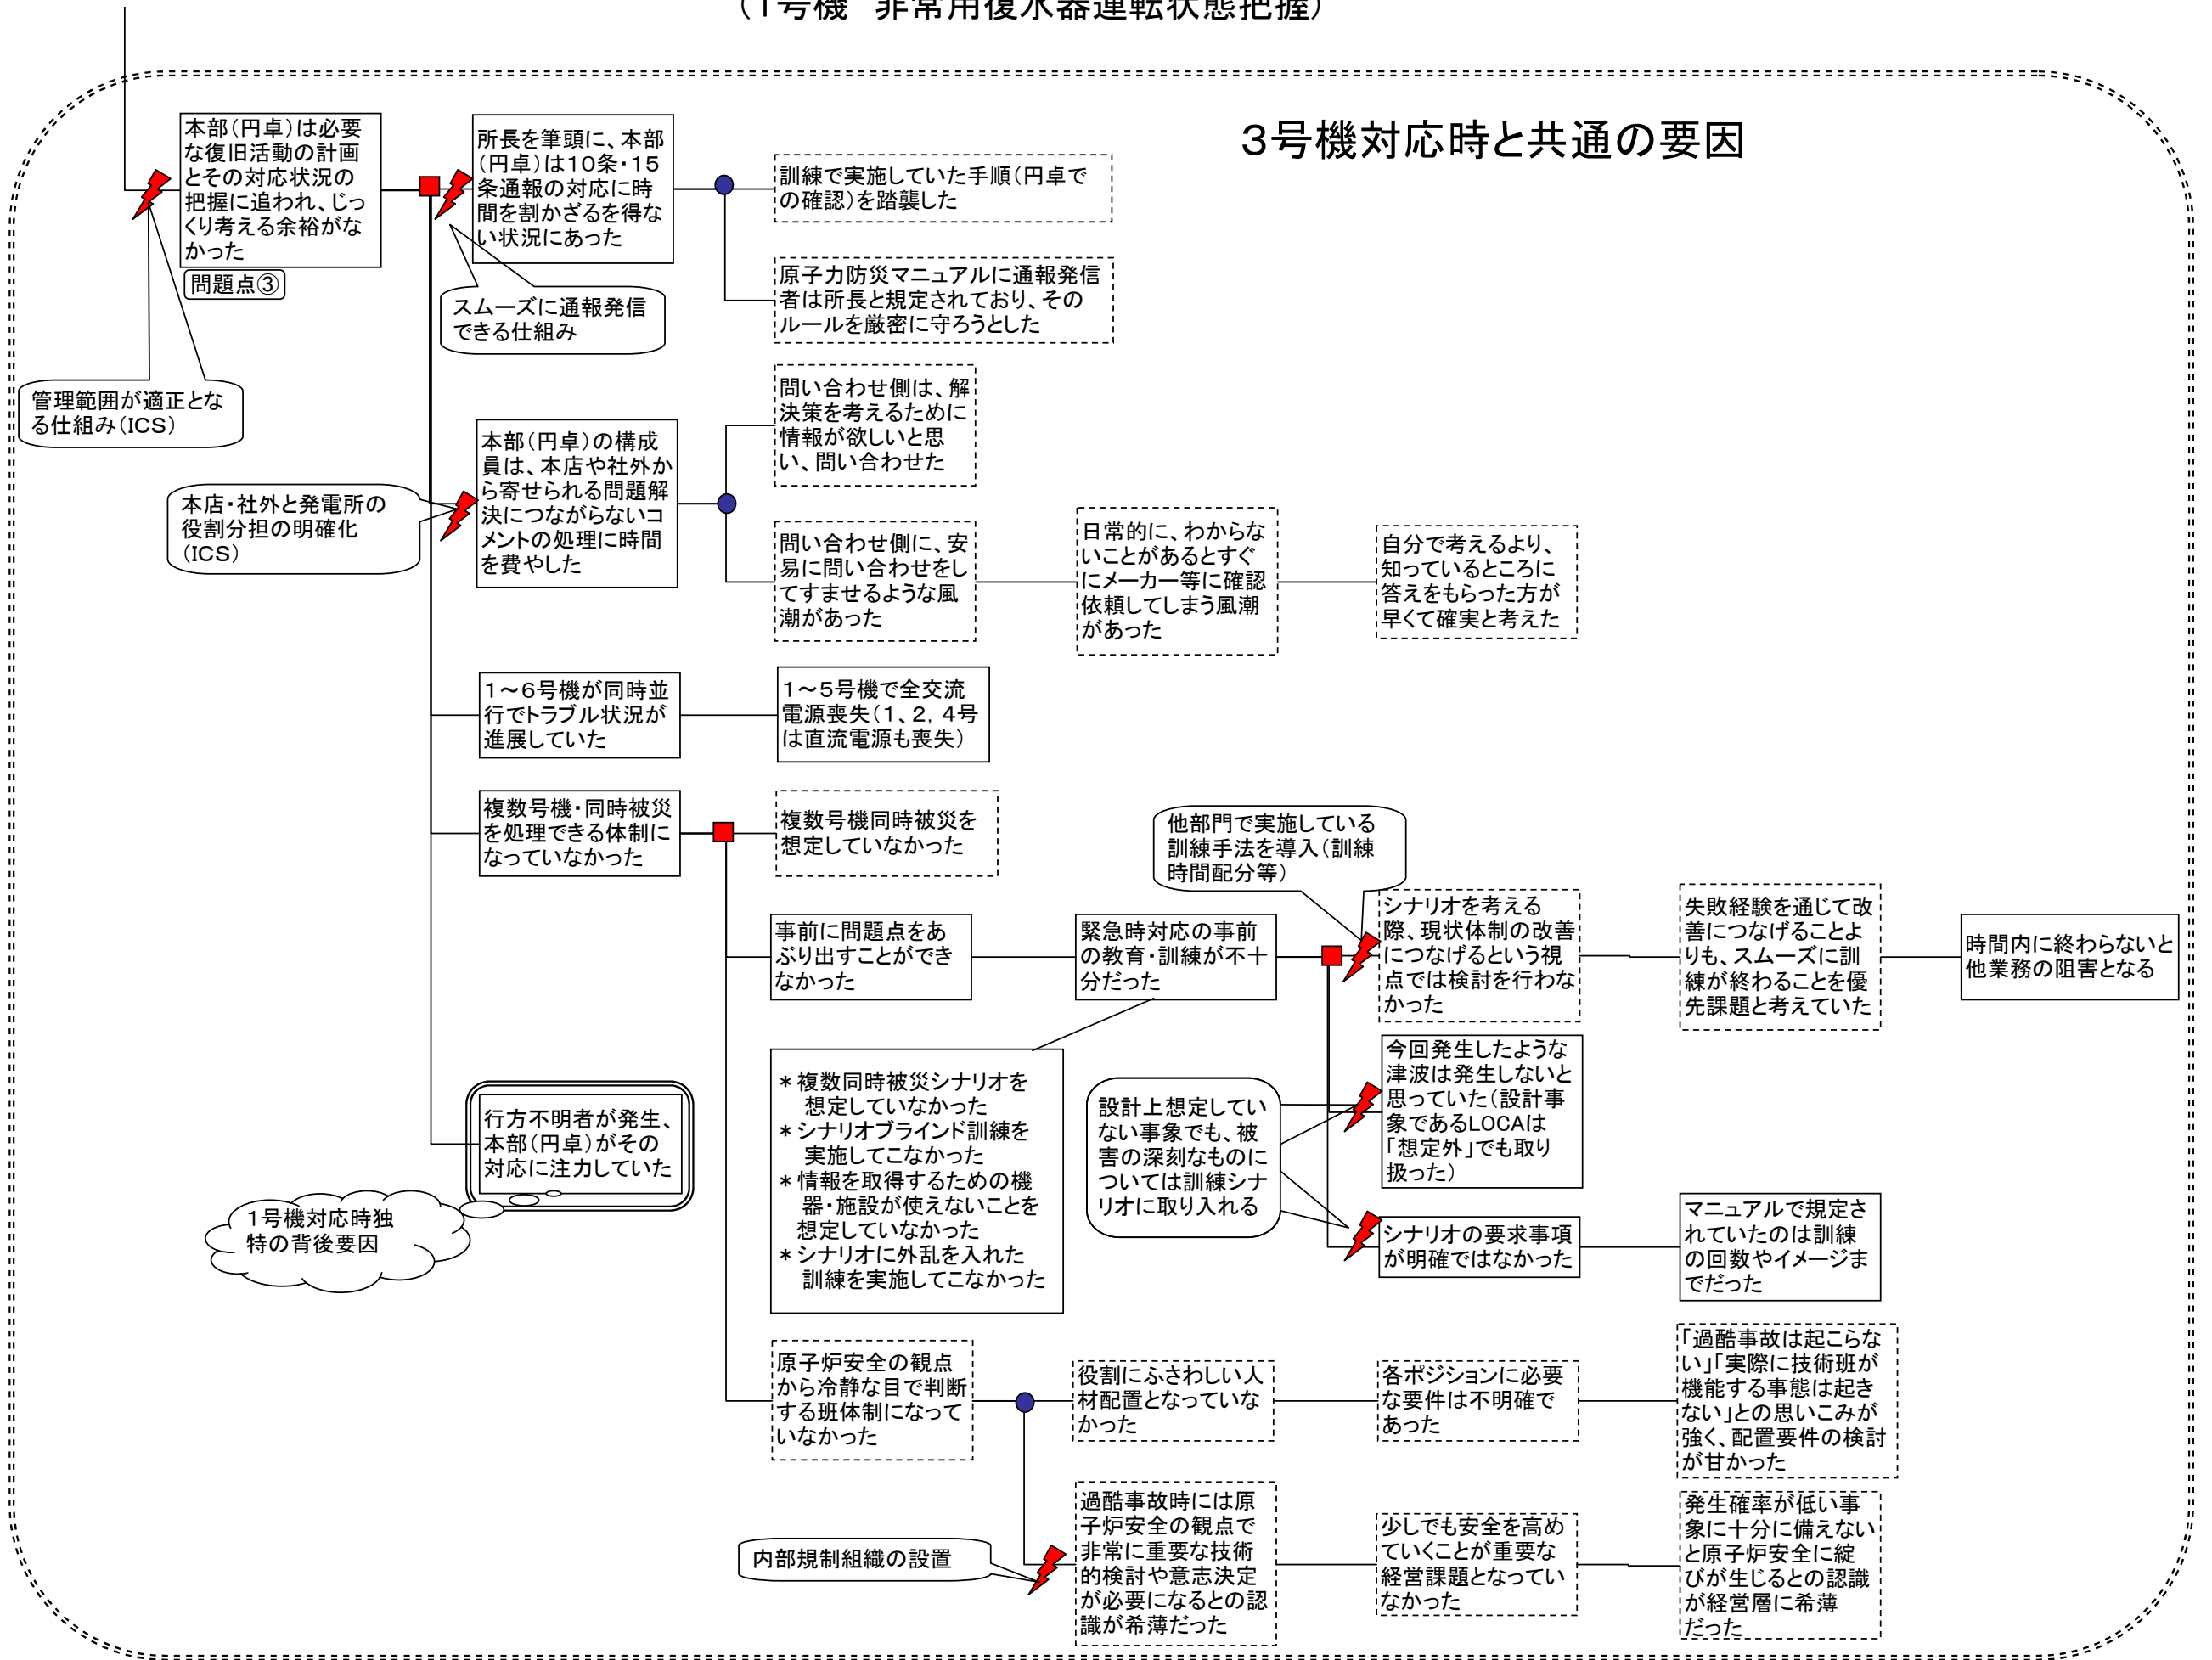 (1号機　非常用復水器運転状態把握)
3号機対応時と共通の要因
本部(円卓)は必要
な復旧活動の計画
とその対応状況の
把握に追われ、じっ
くり考える余裕がな
かった
問題点③
所長を筆頭に、本部
(円卓)は10条・15
条通報の対応に時
間を割かざるを得な
い状況にあった
訓練で実施していた手順(円卓で
の確認)を踏襲した
原子力防災マニュアルに通報発信
者は所長と規定されており、その
ルールを厳密に守ろうとした
スムーズに通報発信
できる仕組み
管理範囲が適正とな
る仕組み(ICS)
問い合わせ側は、解
決策を考えるために
情報が欲しいと思
い、問い合わせた
本部(円卓)の構成
員は、本店や社外か
ら寄せられる問題解
決につながらないコ
メントの処理に時間
を費やした
本店・社外と発電所の
役割分担の明確化
(ICS)
問い合わせ側に、安
易に問い合わせをし
てすませるような風
潮があった
日常的に、わからな
いことがあるとすぐ
にメーカー等に確認
依頼してしまう風潮
があった
自分で考えるより、
知っているところに
答えをもらった方が
早くて確実と考えた
1～6号機が同時並
行でトラブル状況が
進展していた
1～5号機で全交流
電源喪失(1、2，4号
は直流電源も喪失)
複数号機・同時被災
を処理できる体制に
なっていなかった
複数号機同時被災を
想定していなかった
他部門で実施している
訓練手法を導入(訓練
時間配分等)
事前に問題点をあ
ぶり出すことができ
なかった
緊急時対応の事前
の教育・訓練が不十
分だった
シナリオを考える
際、現状体制の改善
につなげるという視
点では検討を行わな
かった
失敗経験を通じて改
善につなげることよ
りも、スムーズに訓
練が終わることを優
先課題と考えていた
時間内に終わらないと
他業務の阻害となる
＊複数同時被災シナリオを
想定していなかった
＊シナリオブラインド訓練を
実施してこなかった
＊情報を取得するための機
器・施設が使えないことを
想定していなかった
＊シナリオに外乱を入れた
訓練を実施してこなかった
設計上想定してい
ない事象でも、被
害の深刻なものに
ついては訓練シナ
リオに取り入れる
今回発生したような
津波は発生しないと
思っていた(設計事
象であるLOCAは
「想定外」でも取り
扱った)
行方不明者が発生、
本部(円卓)がその
対応に注力していた
1号機対応時独
特の背後要因
シナリオの要求事項
が明確ではなかった
マニュアルで規定さ
れていたのは訓練
の回数やイメージま
でだった
原子炉安全の観点
から冷静な目で判断
する班体制になって
いなかった
役割にふさわしい人
材配置となっていな
かった
各ポジションに必要
な要件は不明確で
あった
「過酷事故は起こらな
い」「実際に技術班が
機能する事態は起き
ない」との思いこみが
強く、配置要件の検討
が甘かった
内部規制組織の設置
過酷事故時には原
子炉安全の観点で
非常に重要な技術
的検討や意志決定
が必要になるとの認
識が希薄だった
少しでも安全を高め
ていくことが重要な
経営課題となってい
なかった
発生確率が低い事
象に十分に備えない
と原子炉安全に綻
びが生じるとの認識
が経営層に希薄
だった